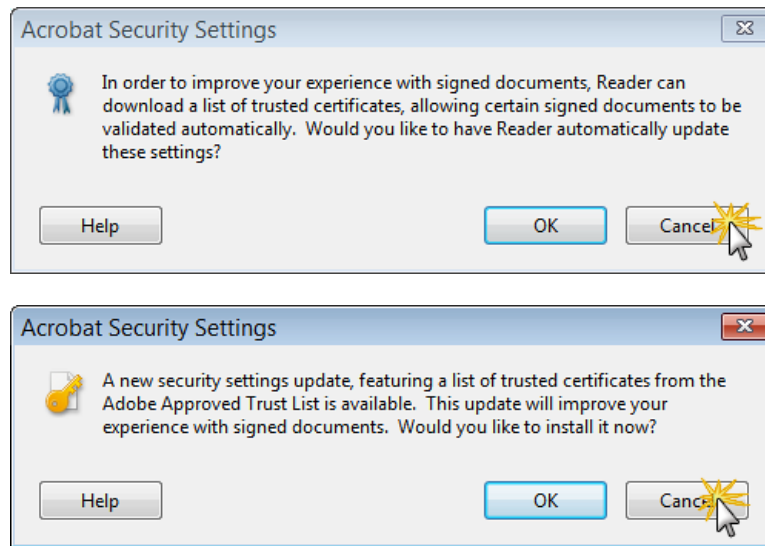 Acrobat Security Settings
In order to improve your experience with signed documents, Reader can
download a list of trusted certificates, allowing certain signed documents to be
validated automatically.  Would you like to have Reader automatically update
these settings?
Help
OK
Cancel
Acrobat Security Settings
A new security settings update, featuring a list of trusted certificates from the
Adobe Approved Trust List is available.  This update will improve your
experience with signed documents.  Would you like to install it now?
Help
OK
Cancel